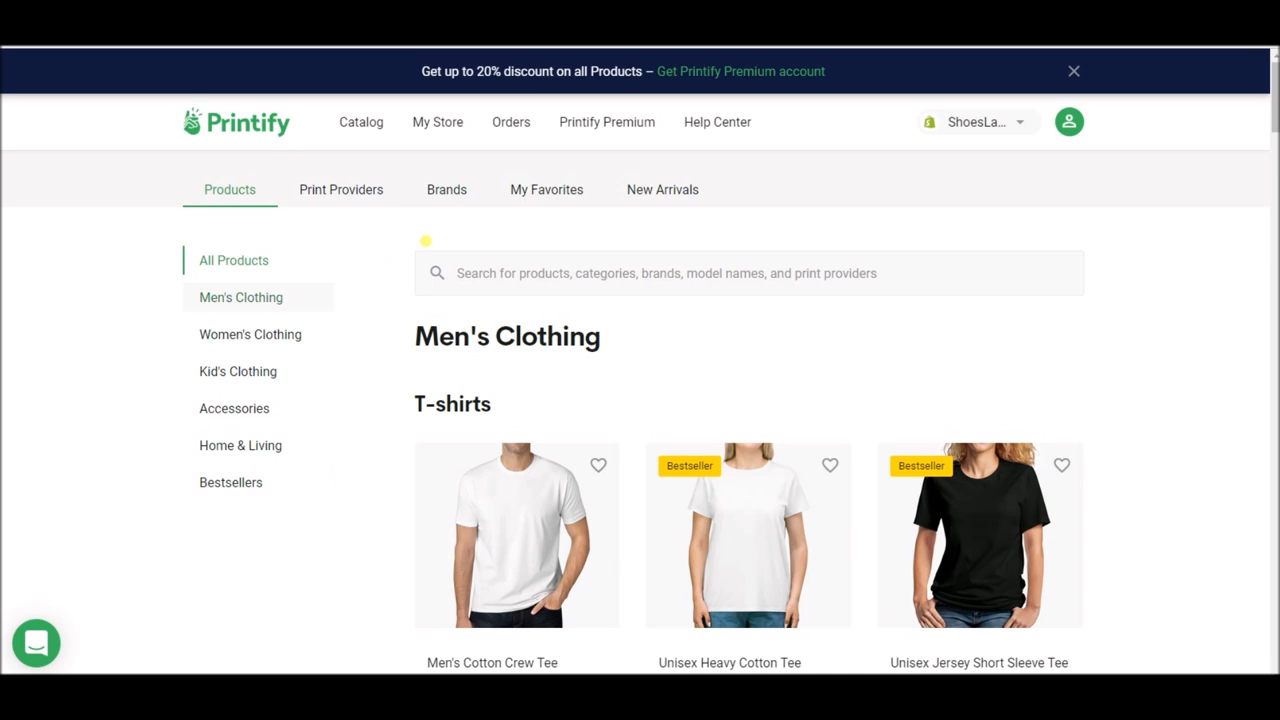 Get up to 20% discount on all Products – Get Printify Premium account
Printify
Catalog
My Store
Orders
Printify Premium
Help Center
ShoesLa...
Products
Print Providers
Brands
My Favorites
New Arrivals
All Products
Men's Clothing
Women's Clothing
Kid's Clothing
Accessories
Home & Living
Bestsellers
Search for products, categories, brands, model names, and print providers
Men's Clothing
T-shirts
Bestseller
Bestseller
Men's Cotton Crew Tee
Unisex Heavy Cotton Tee
Unisex Jersey Short Sleeve Tee